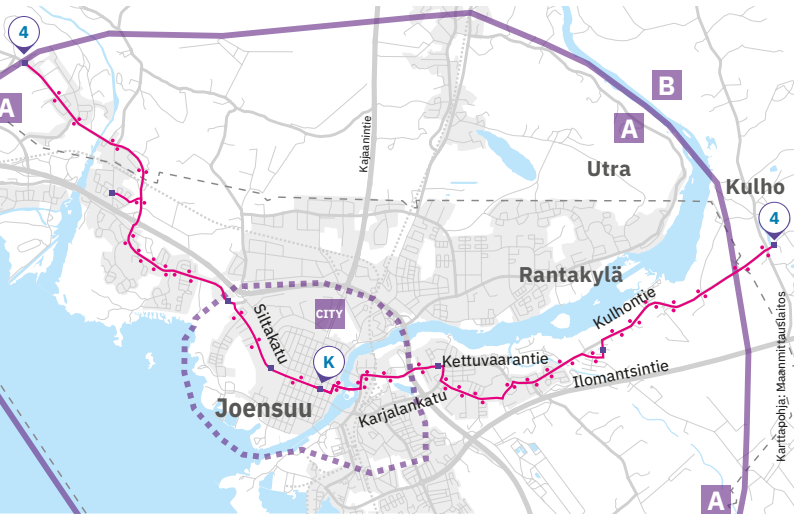 4
B
A
A
Kajaanintie
Utra
Kulho
4
Rantakylä
Kulhontie
CITY
Siltakatu
K
Kettuvaarantie
Ilomantsintie
Joensuu
Karjalankatu
Karttapohja: Maanmittauslaitos
A